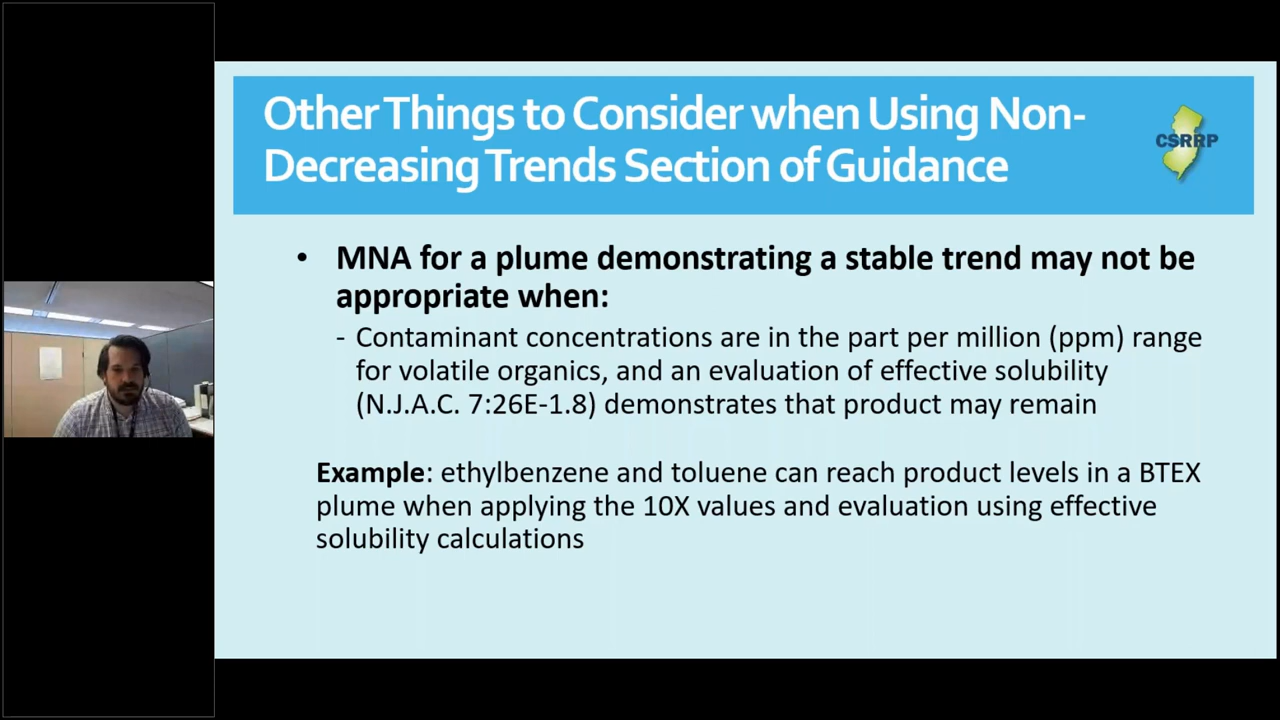 Other Things to Consider when Using Non-
Decreasing Trends Section of Guidance
CSRRP
• MNA for a plume demonstrating a stable trend may not be
appropriate when:
- Contaminant concentrations are in the part per million (ppm) range
for volatile organics, and an evaluation of effective solubility
(N.J.A.C. 7:26E-1.8) demonstrates that product may remain
Example: ethylbenzene and toluene can reach product levels in a BTEX
plume when applying the 10X values and evaluation using effective
solubility calculations